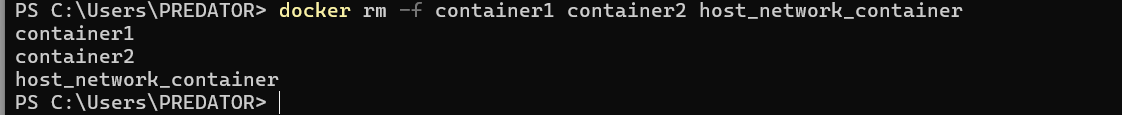 PS C:\Users\PREDATOR> docker rm -f container1 container2 host_network_container
container1
container2
host_network_container
PS C:\Users\PREDATOR>